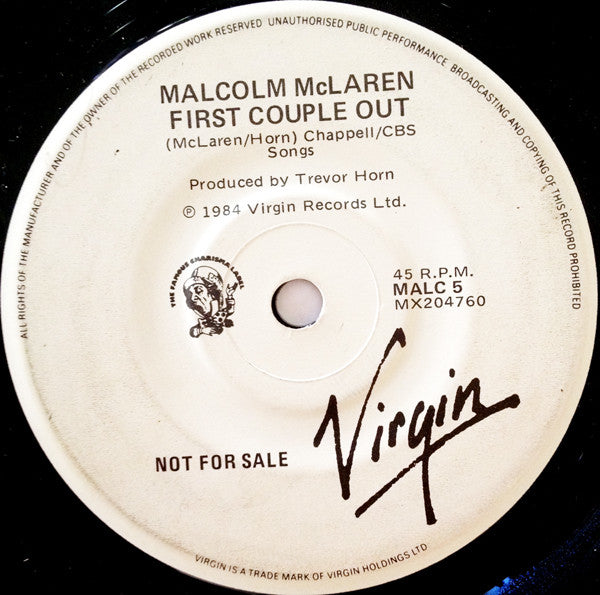 ALL RIGHTS OF THE MANUFACTURER AND OF THE OWNER OF THE RECORDED WORK RESERVED UNAUTHORISED PUBLIC PERFORMANCE BROADCASTING AND COPYING OF THIS RECORD PROHIBITED
MALCOLM McLAREN
FIRST COUPLE OUT
(McLaren/Horn) Chappell/CBS
Songs
Produced by Trevor Horn
℗ 1984 Virgin Records Ltd.
THE FAMOUS CHARISMA LABEL
45 R.P.M.
MALC 5
MX204760
Virgin
NOT FOR SALE
VIRGIN IS A TRADE MARK OF VIRGIN HOLDINGS LTD